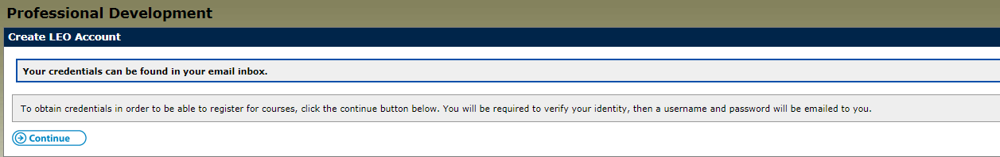 Professional Development
Create LEO Account
Your credentials can be found in your email inbox.
To obtain credentials in order to be able to register for courses, click the continue button below. You will be required to verify your identity, then a username and password will be emailed to you.
Continue